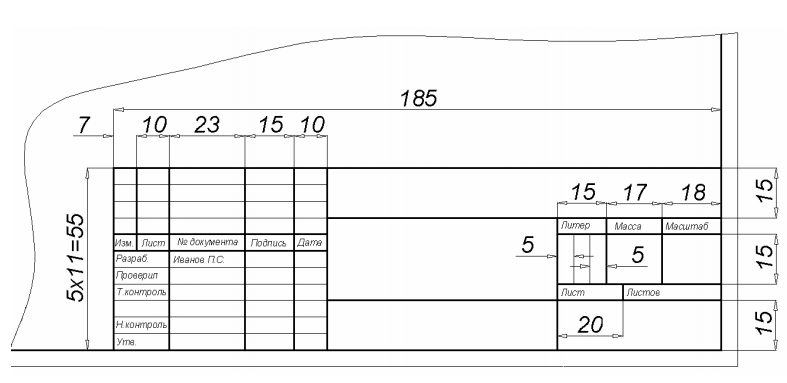 185
7 10 23 15 10
15 17 18 15
Литер Масса Масштаб
5x11=55
Изм. Лист № документа Подпись Дата
5 5 15
Разраб. Иванов П.С.
Проверил
Т.контроль
Лист Листов
20 15
Н.контроль
Утв.